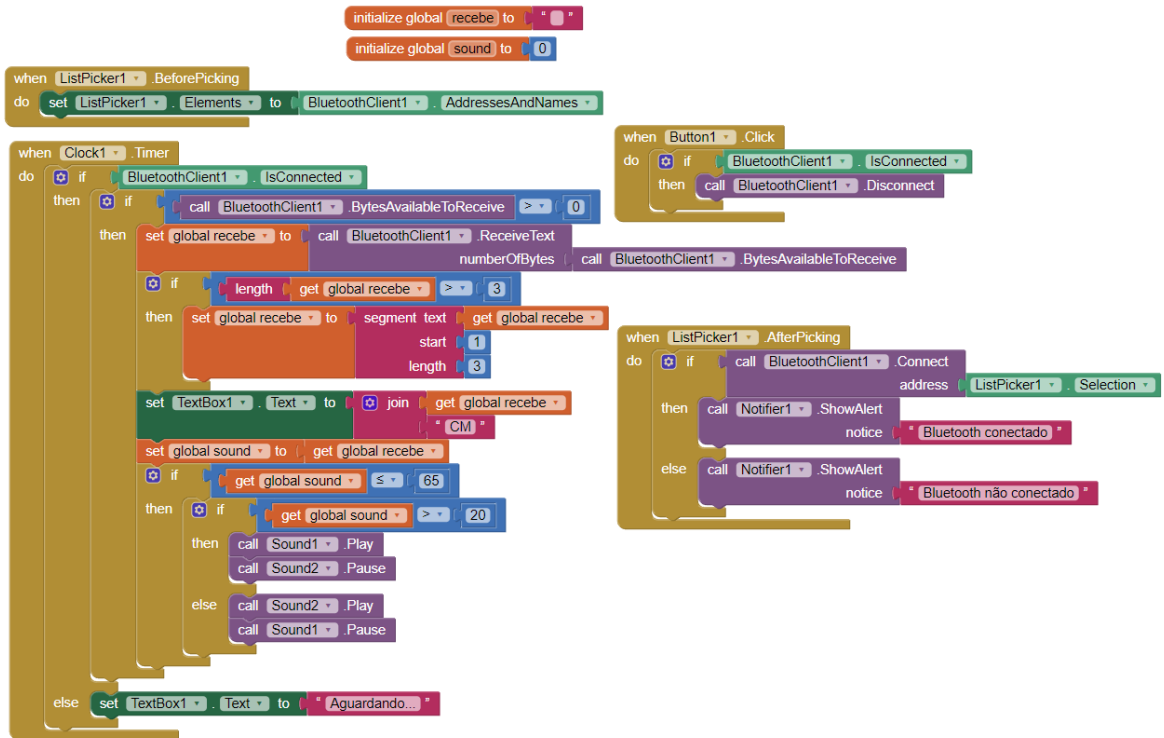 initialize global recebe to " "
initialize global sound to 0
when ListPicker1 .BeforePicking
do set ListPicker1 . Elements to BluetoothClient1 . AddressesAndNames
when Clock1 .Timer
do if BluetoothClient1 . IsConnected
then if call BluetoothClient1 .BytesAvailableToReceive > 0
then set global recebe to call BluetoothClient1 .ReceiveText
numberOfBytes call BluetoothClient1 .BytesAvailableToReceive
if length get global recebe > 3
then set global recebe to segment text get global recebe
start 1
length 3
set TextBox1 . Text to join get global recebe
" CM "
set global sound to get global recebe
if get global sound ≤ 65
then if get global sound > 20
then call Sound1 .Play
call Sound2 .Pause
else call Sound2 .Play
call Sound1 .Pause
else set TextBox1 . Text to " Aguardando... "
when Button1 .Click
do if BluetoothClient1 . IsConnected
then call BluetoothClient1 .Disconnect
when ListPicker1 .AfterPicking
do if call BluetoothClient1 .Connect
address ListPicker1 . Selection
then call Notifier1 .ShowAlert
notice " Bluetooth conectado "
else call Notifier1 .ShowAlert
notice " Bluetooth não conectado "